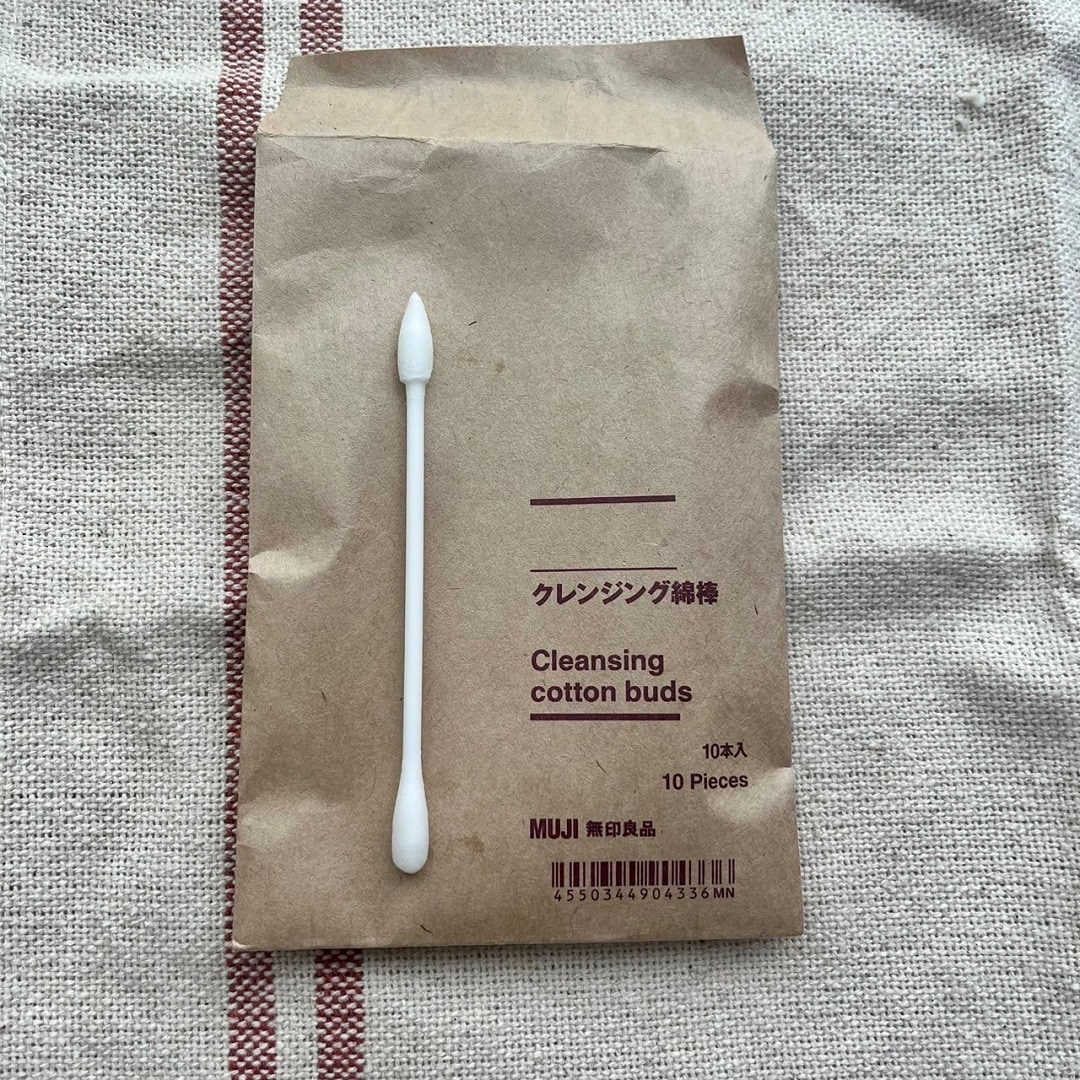 クレンジング綿棒
Cleansing
cotton buds
10本入
10 Pieces
MUJI 無印良品
4550344904336MN